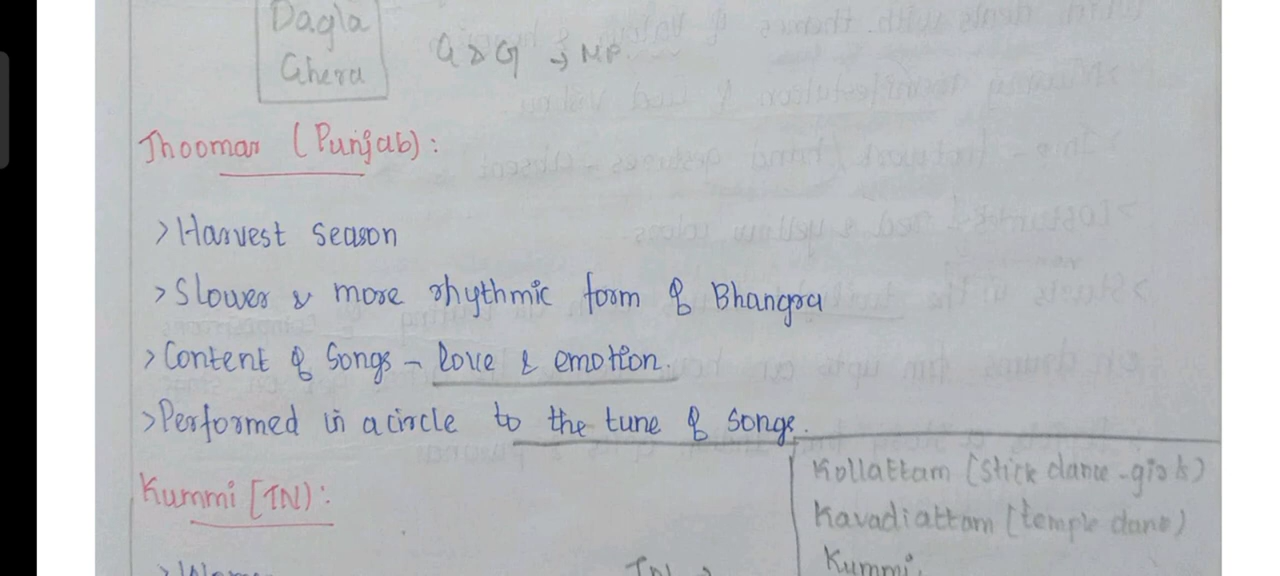 Dagla
Ghera
G & G → MP
Jhoomar (Punjab):
> Harvest season
> Slower & more rhythmic form of Bhangra
> Content of Songs - love & emotion.
> Performed in a circle to the tune of songs.
Kummi [TN):
Kollattam (stick dance - girls)
Kavadiattam (temple dance)
Kummi.
TN